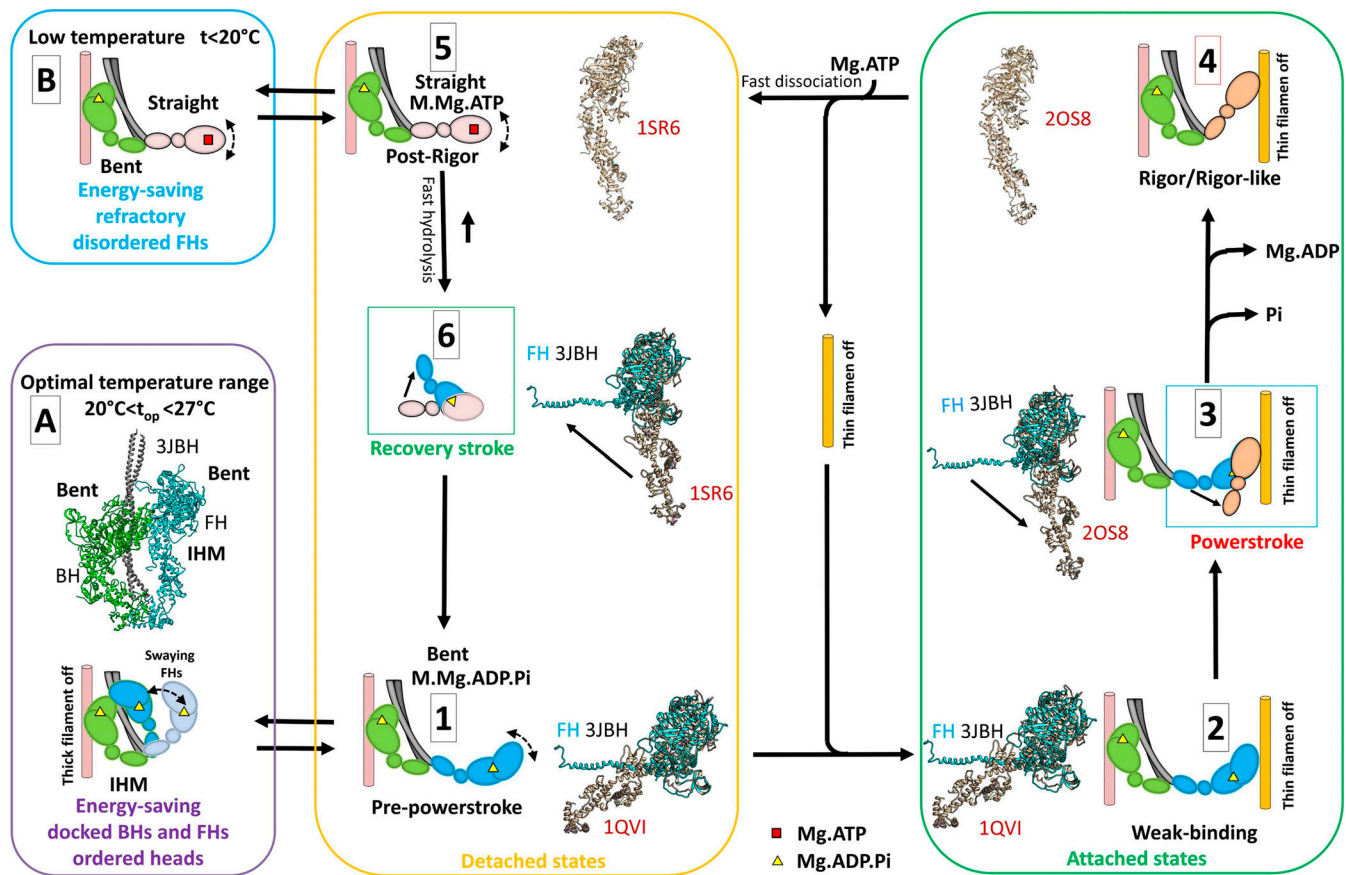 Low temperature t<20°C
B
Straight
Bent
Energy-saving
refractory
disordered FHs
Optimal temperature range
20°C<top <27°C
A
3JBH
Bent
Bent
FH
IHM
BH
Swaying
FHs
Thick filament off
IHM
Energy-saving
docked BHs and FHs
ordered heads
5
Straight
M.Mg.ATP
Post-Rigor
1SR6
Fast hydrolysis
6
Recovery stroke
FH 3JBH
1SR6
Bent
M.Mg.ADP.Pi
1
Pre-powerstroke
FH 3JBH
1QVI
Detached states
Mg.ATP
Fast dissociation
Thin filamen off
Mg.ATP
Mg.ADP.Pi
2OS8
4
Thin filamen off
Rigor/Rigor-like
Mg.ADP
Pi
FH 3JBH
2OS8
3
Thin filamen off
Powerstroke
FH 3JBH
1QVI
2
Thin filamen off
Weak-binding
Attached states